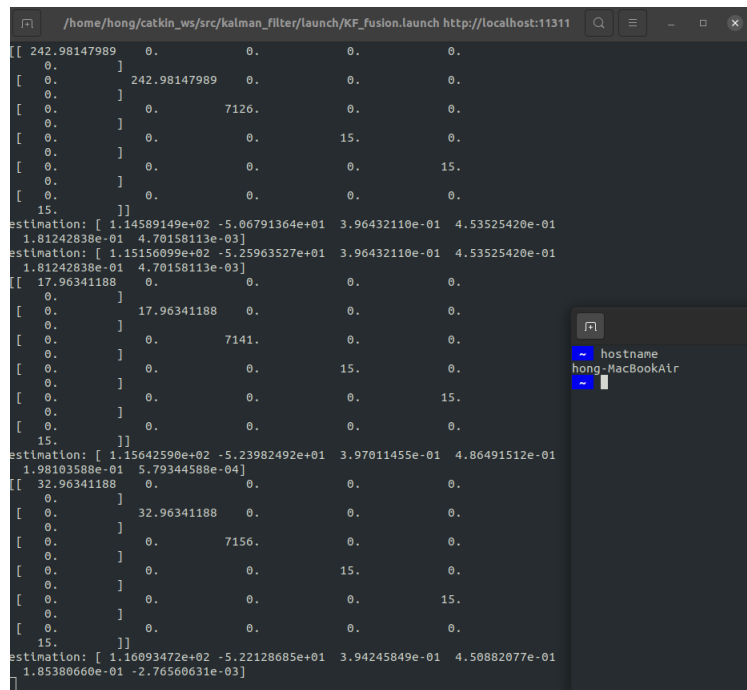 /home/hong/catkin_ws/src/kalman_filter/launch/KF_fusion.launch http://localhost:11311
[[ 242.98147989 0. 0. 0. 0.
0. ]
[ 0. 242.98147989 0. 0. 0.
0. ]
[ 0. 0. 7126. 0. 0.
0. ]
[ 0. 0. 0. 15. 0.
0. ]
[ 0. 0. 0. 0. 15.
0. ]
[ 0. 0. 0. 0. 0.
15. ]]
estimation: [ 1.14589149e+02 -5.06791364e+01 3.96432110e-01 4.53525420e-01
1.81242838e-01 4.70158113e-03]
estimation: [ 1.15156099e+02 -5.25963527e+01 3.96432110e-01 4.53525420e-01
1.81242838e-01 4.70158113e-03]
[[ 17.96341188 0. 0. 0. 0.
0. ]
[ 0. 17.96341188 0. 0. 0.
0. ]
[ 0. 0. 7141. 0. 0.
0. ]
[ 0. 0. 0. 15. 0.
0. ]
[ 0. 0. 0. 0. 15.
0. ]
[ 0. 0. 0. 0. 0.
15. ]]
estimation: [ 1.15642590e+02 -5.23982492e+01 3.97011455e-01 4.86491512e-01
1.98103588e-01 5.79344588e-04]
[[ 32.96341188 0. 0. 0. 0.
0. ]
[ 0. 32.96341188 0. 0. 0.
0. ]
[ 0. 0. 7156. 0. 0.
0. ]
[ 0. 0. 0. 15. 0.
0. ]
[ 0. 0. 0. 0. 15.
0. ]
[ 0. 0. 0. 0. 0.
15. ]]
estimation: [ 1.16093472e+02 -5.22128685e+01 3.94245849e-01 4.50882077e-01
1.85380660e-01 -2.76560631e-03]
~ hostname
hong-MacBookAir
~